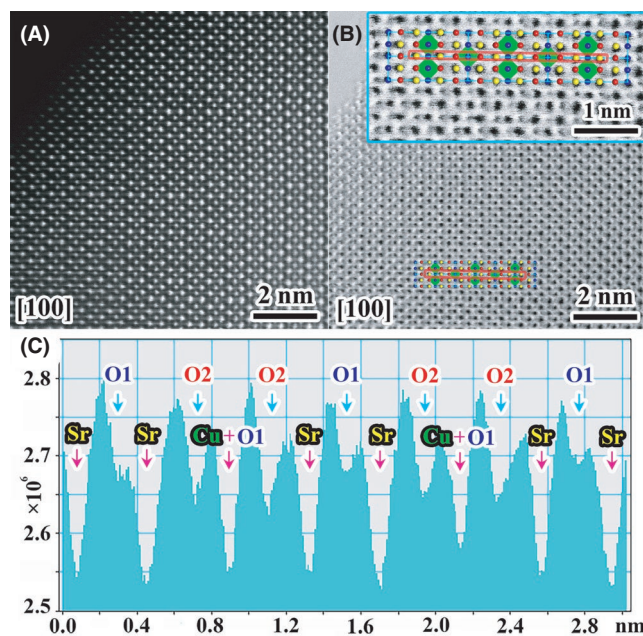 (A)
[100]
2 nm
(B)
1 nm
[100]
2 nm
(C)
2.8
2.7
2.6
2.5
×10⁶
O1 O2 O2 O1 O2 O2 O1
Sr Sr Cu+O1 Sr Sr Cu+O1 Sr Sr
0.0 0.4 0.8 1.2 1.6 2.0 2.4 2.8 nm